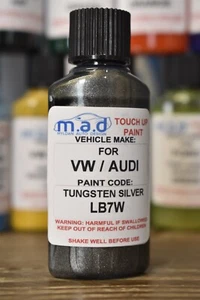 m.a.d
TOUCH UP
PAINT
VEHICLE MAKE:
FOR
VW / AUDI
PAINT CODE:
TUNGSTEN SILVER
LB7W
WARNING: HARMFUL IF SWALLOWED
KEEP OUT OF REACH OF CHILDREN
SHAKE WELL BEFORE USE